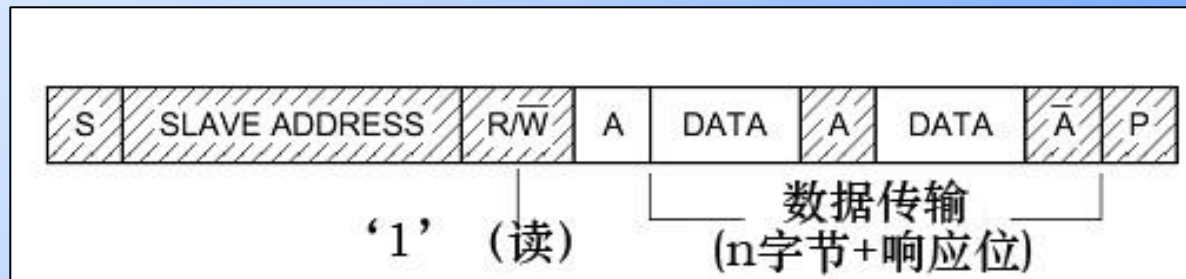 S SLAVE ADDRESS R/W̅ A DATA A DATA A̅ P
数据传输
‘1’ (读)
(n字节+响应位)